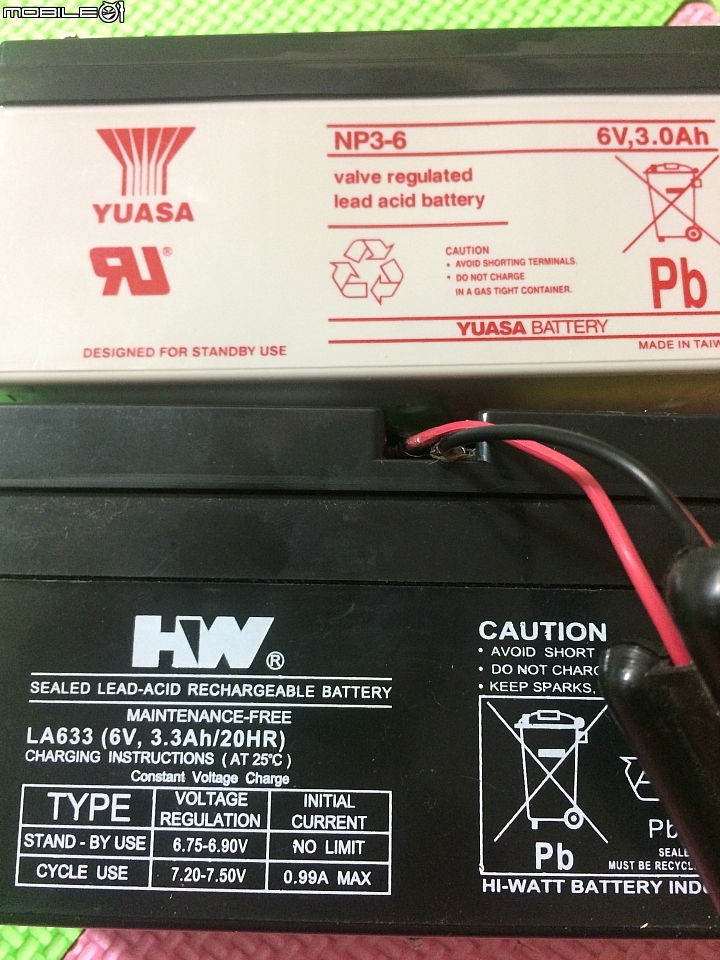 MOBILE01
YUASA
RU®
DESIGNED FOR STANDBY USE
NP3-6 6V,3.0Ah
valve regulated
lead acid battery
CAUTION
• AVOID SHORTING TERMINALS.
• DO NOT CHARGE
IN A GAS TIGHT CONTAINER.
Pb
YUASA BATTERY
MADE IN TAIW
HW®
SEALED LEAD-ACID RECHARGEABLE BATTERY
MAINTENANCE-FREE
LA633 (6V, 3.3Ah/20HR)
CHARGING INSTRUCTIONS (AT 25°C)
Constant Voltage Charge
TYPE VOLTAGE REGULATION INITIAL CURRENT
STAND-BY USE 6.75-6.90V NO LIMIT
CYCLE USE 7.20-7.50V 0.99A MAX
CAUTION
• AVOID SHORT
• DO NOT CHARG
• KEEP SPARKS,
Pb
Pb
SEALE
MUST BE RECYCL
HI-WATT BATTERY INDU